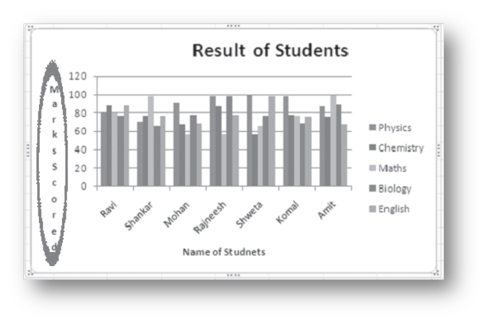 Result of Students
Marks Scored
120
100
80
60
40
20
0
Ravi
Shankar
Mohan
Rajneesh
Shweta
Komal
Amit
Name of Studnets
Physics
Chemistry
Maths
Biology
English